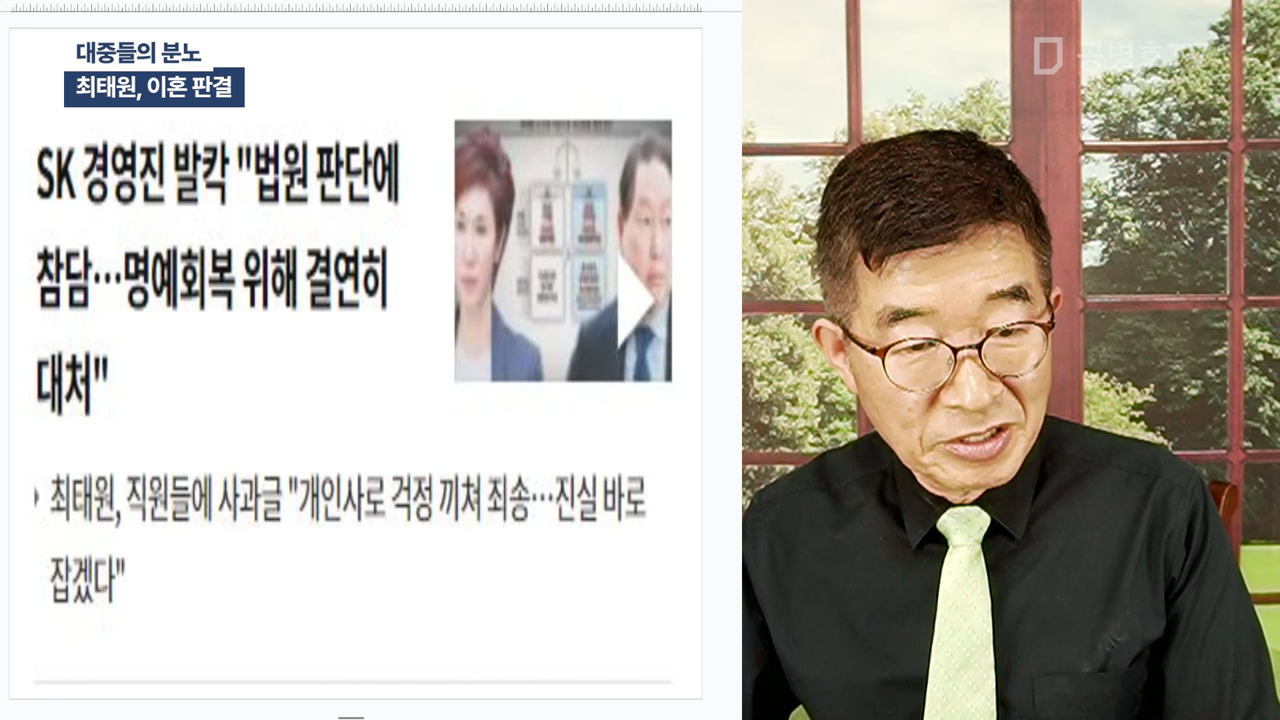 대중들의 분노
최태원, 이혼 판결
SK 경영진 발칵 "법원 판단에
참담…명예회복 위해 결연히
대처"
최태원, 직원들에 사과글 "개인사로 걱정 끼쳐 죄송…진실 바로
잡겠다"
공병호